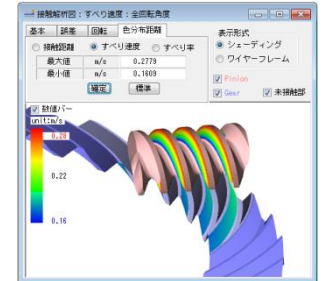 接触解析図：すべり速度：全回転角度
基本 誤差 回転 色分布距離
接触距離 すべり速度 すべり率
最大値 m/s 0.2779
最小値 m/s 0.1609
確定 標準
表示形式
シェーディング
ワイヤーフレーム
Pinion
Gear 未接触部
数値バー
unit:m/s
0.28
0.22
0.16